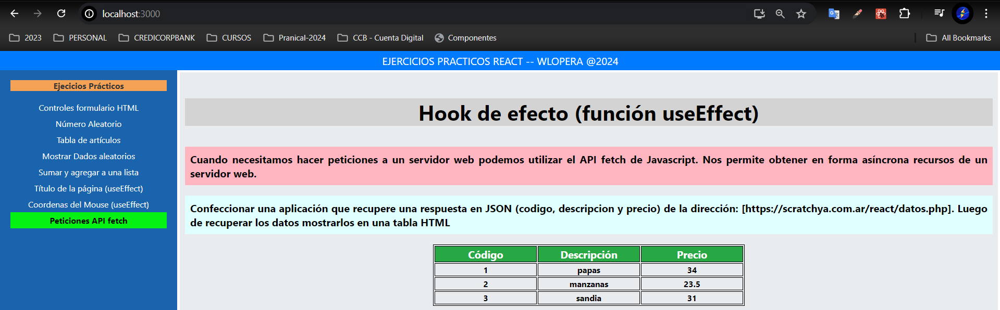 localhost:3000
2023 PERSONAL CREDICORPBANK CURSOS Pranical-2024 CCB - Cuenta Digital Componentes All Bookmarks
EJERCICIOS PRACTICOS REACT -- WLOPERA @2024
Ejecicios Prácticos
Controles formulario HTML
Número Aleatorio
Tabla de artículos
Mostrar Dados aleatorios
Sumar y agregar a una lista
Título de la página (useEffect)
Coordenas del Mouse (useEffect)
Peticiones API fetch
Hook de efecto (función useEffect)
Cuando necesitamos hacer peticiones a un servidor web podemos utilizar el API fetch de Javascript. Nos permite obtener en forma asíncrona recursos de un
servidor web.
Confeccionar una aplicación que recupere una respuesta en JSON (codigo, descripcion y precio) de la dirección: [https://scratchya.com.ar/react/datos.php]. Luego
de recuperar los datos mostrarlos en una tabla HTML
Código Descripción Precio
1 papas 34
2 manzanas 23.5
3 sandia 31